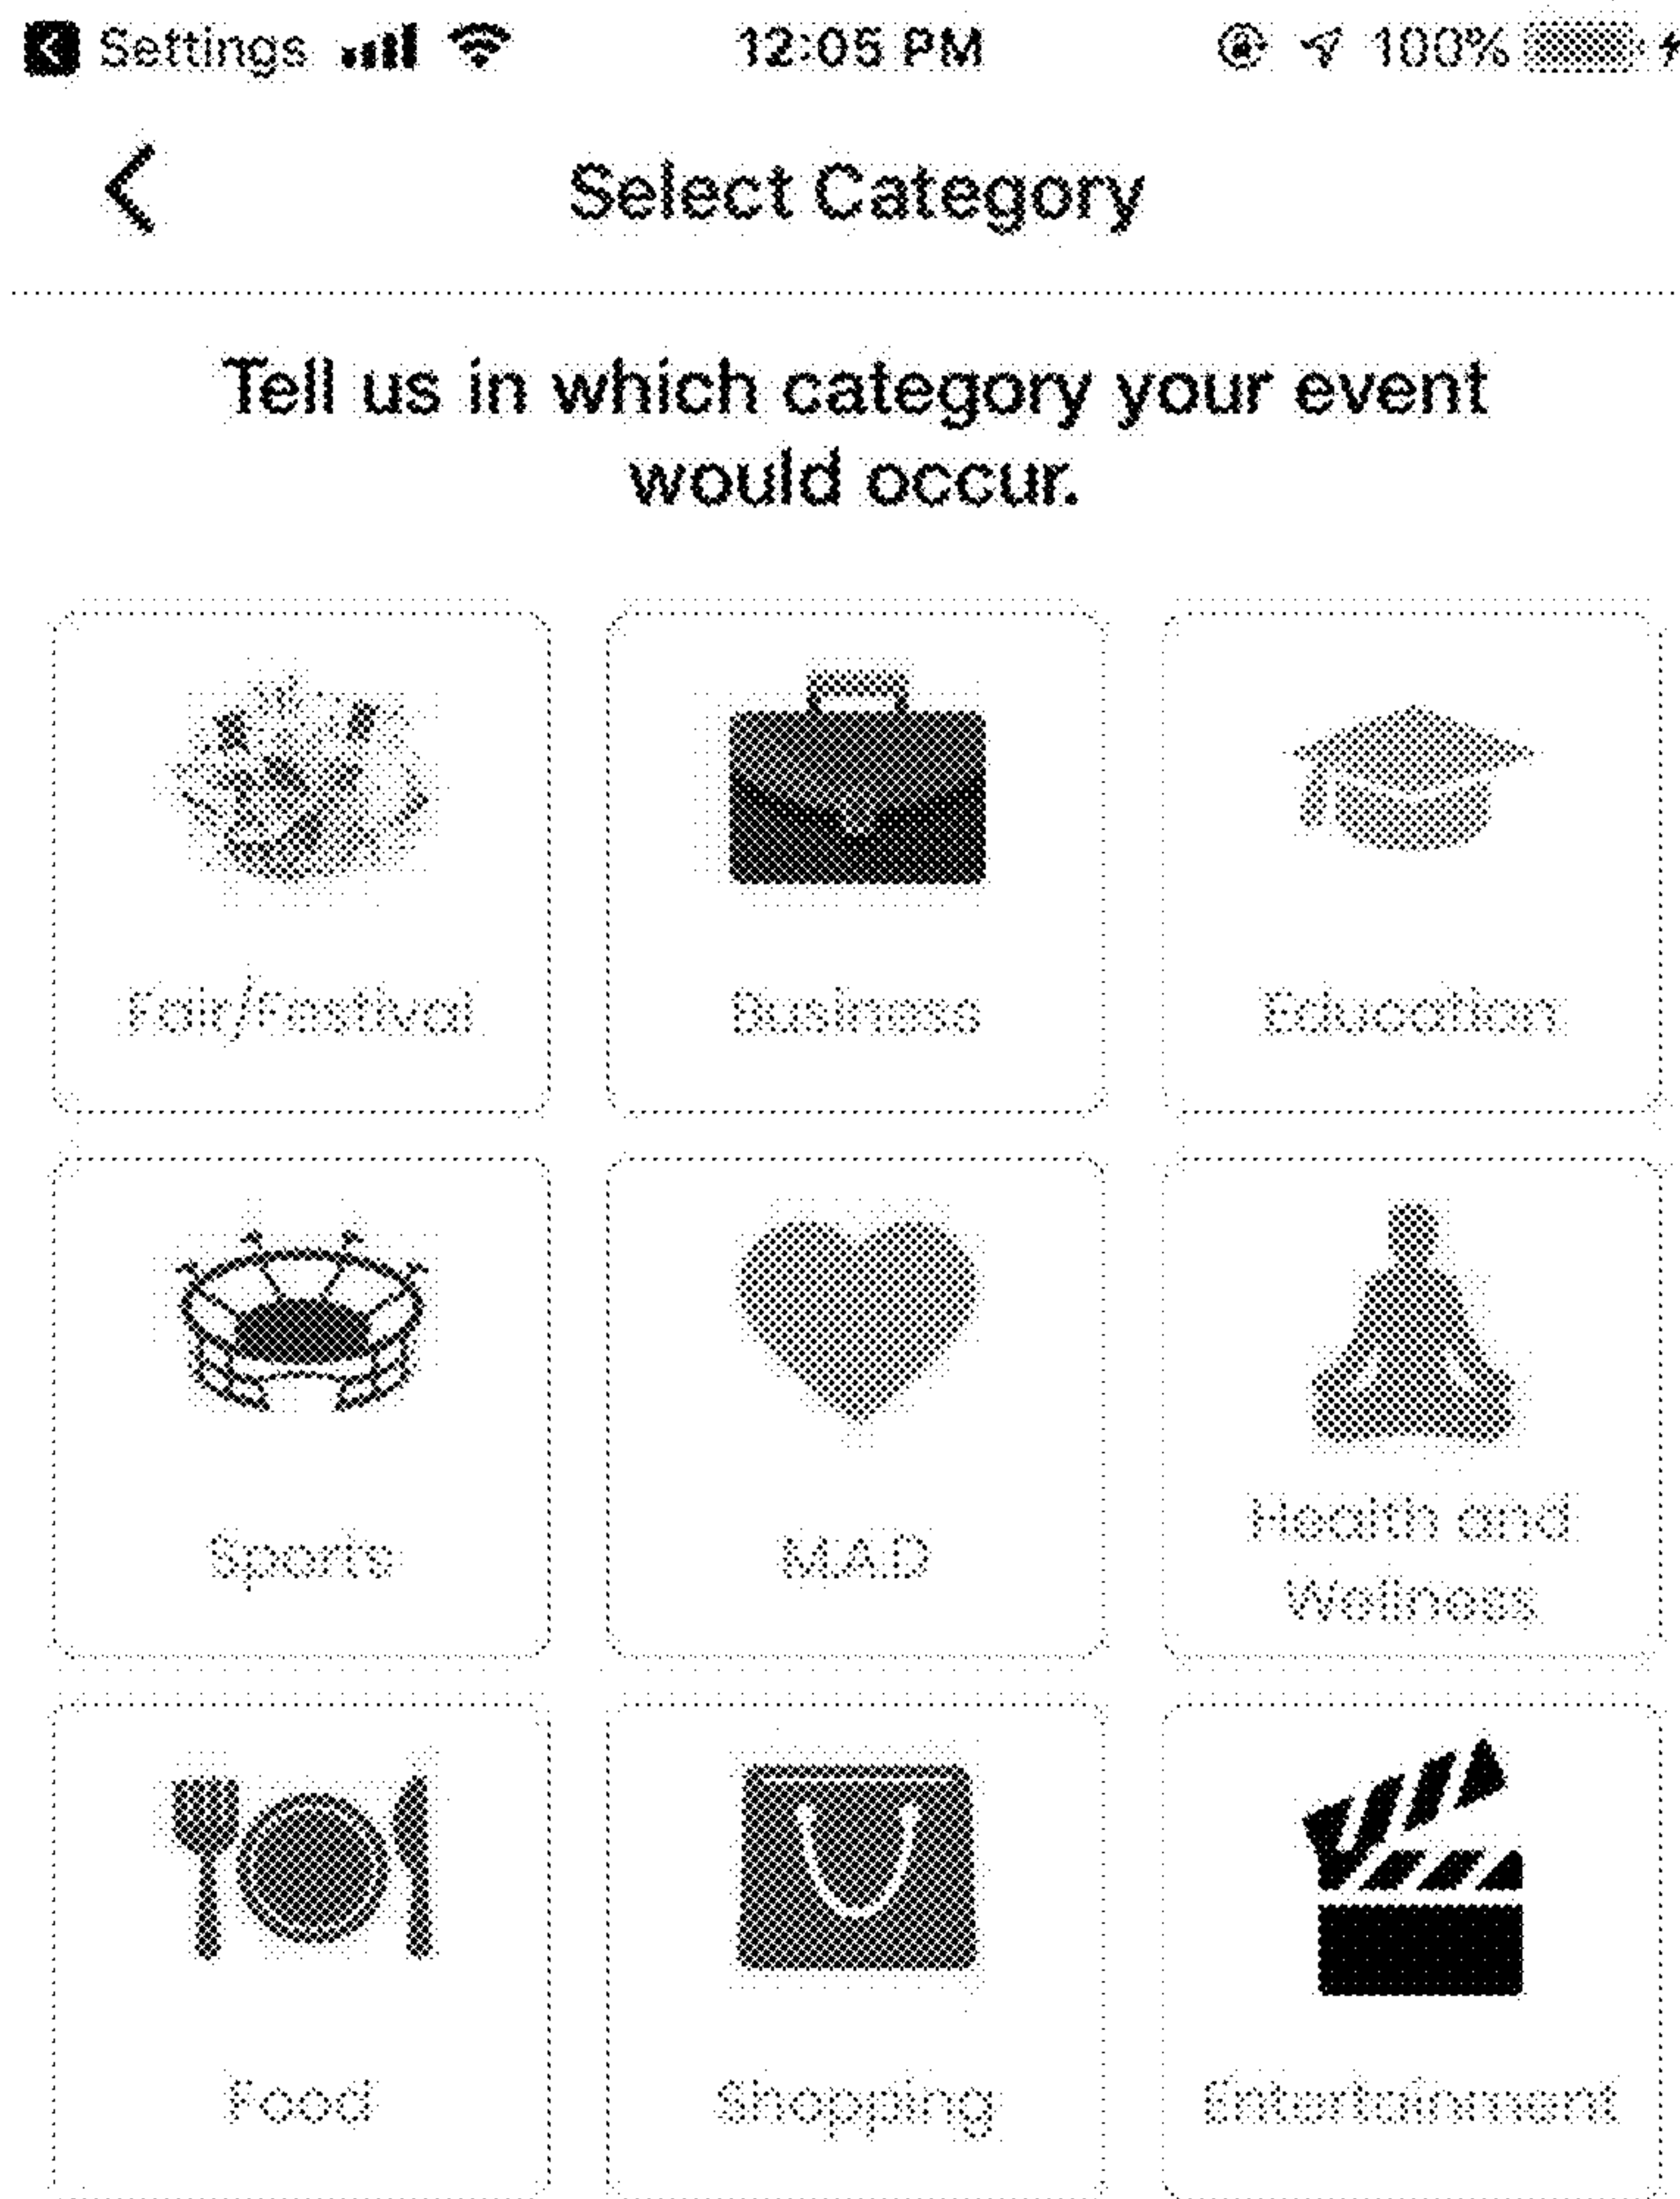 Settings 12:05 PM 100%
Select Category
Tell us in which category your event
would occur.
Fair/Festival Business Education
Sports MAD Health and
Wellness
Food Shopping Entertainment